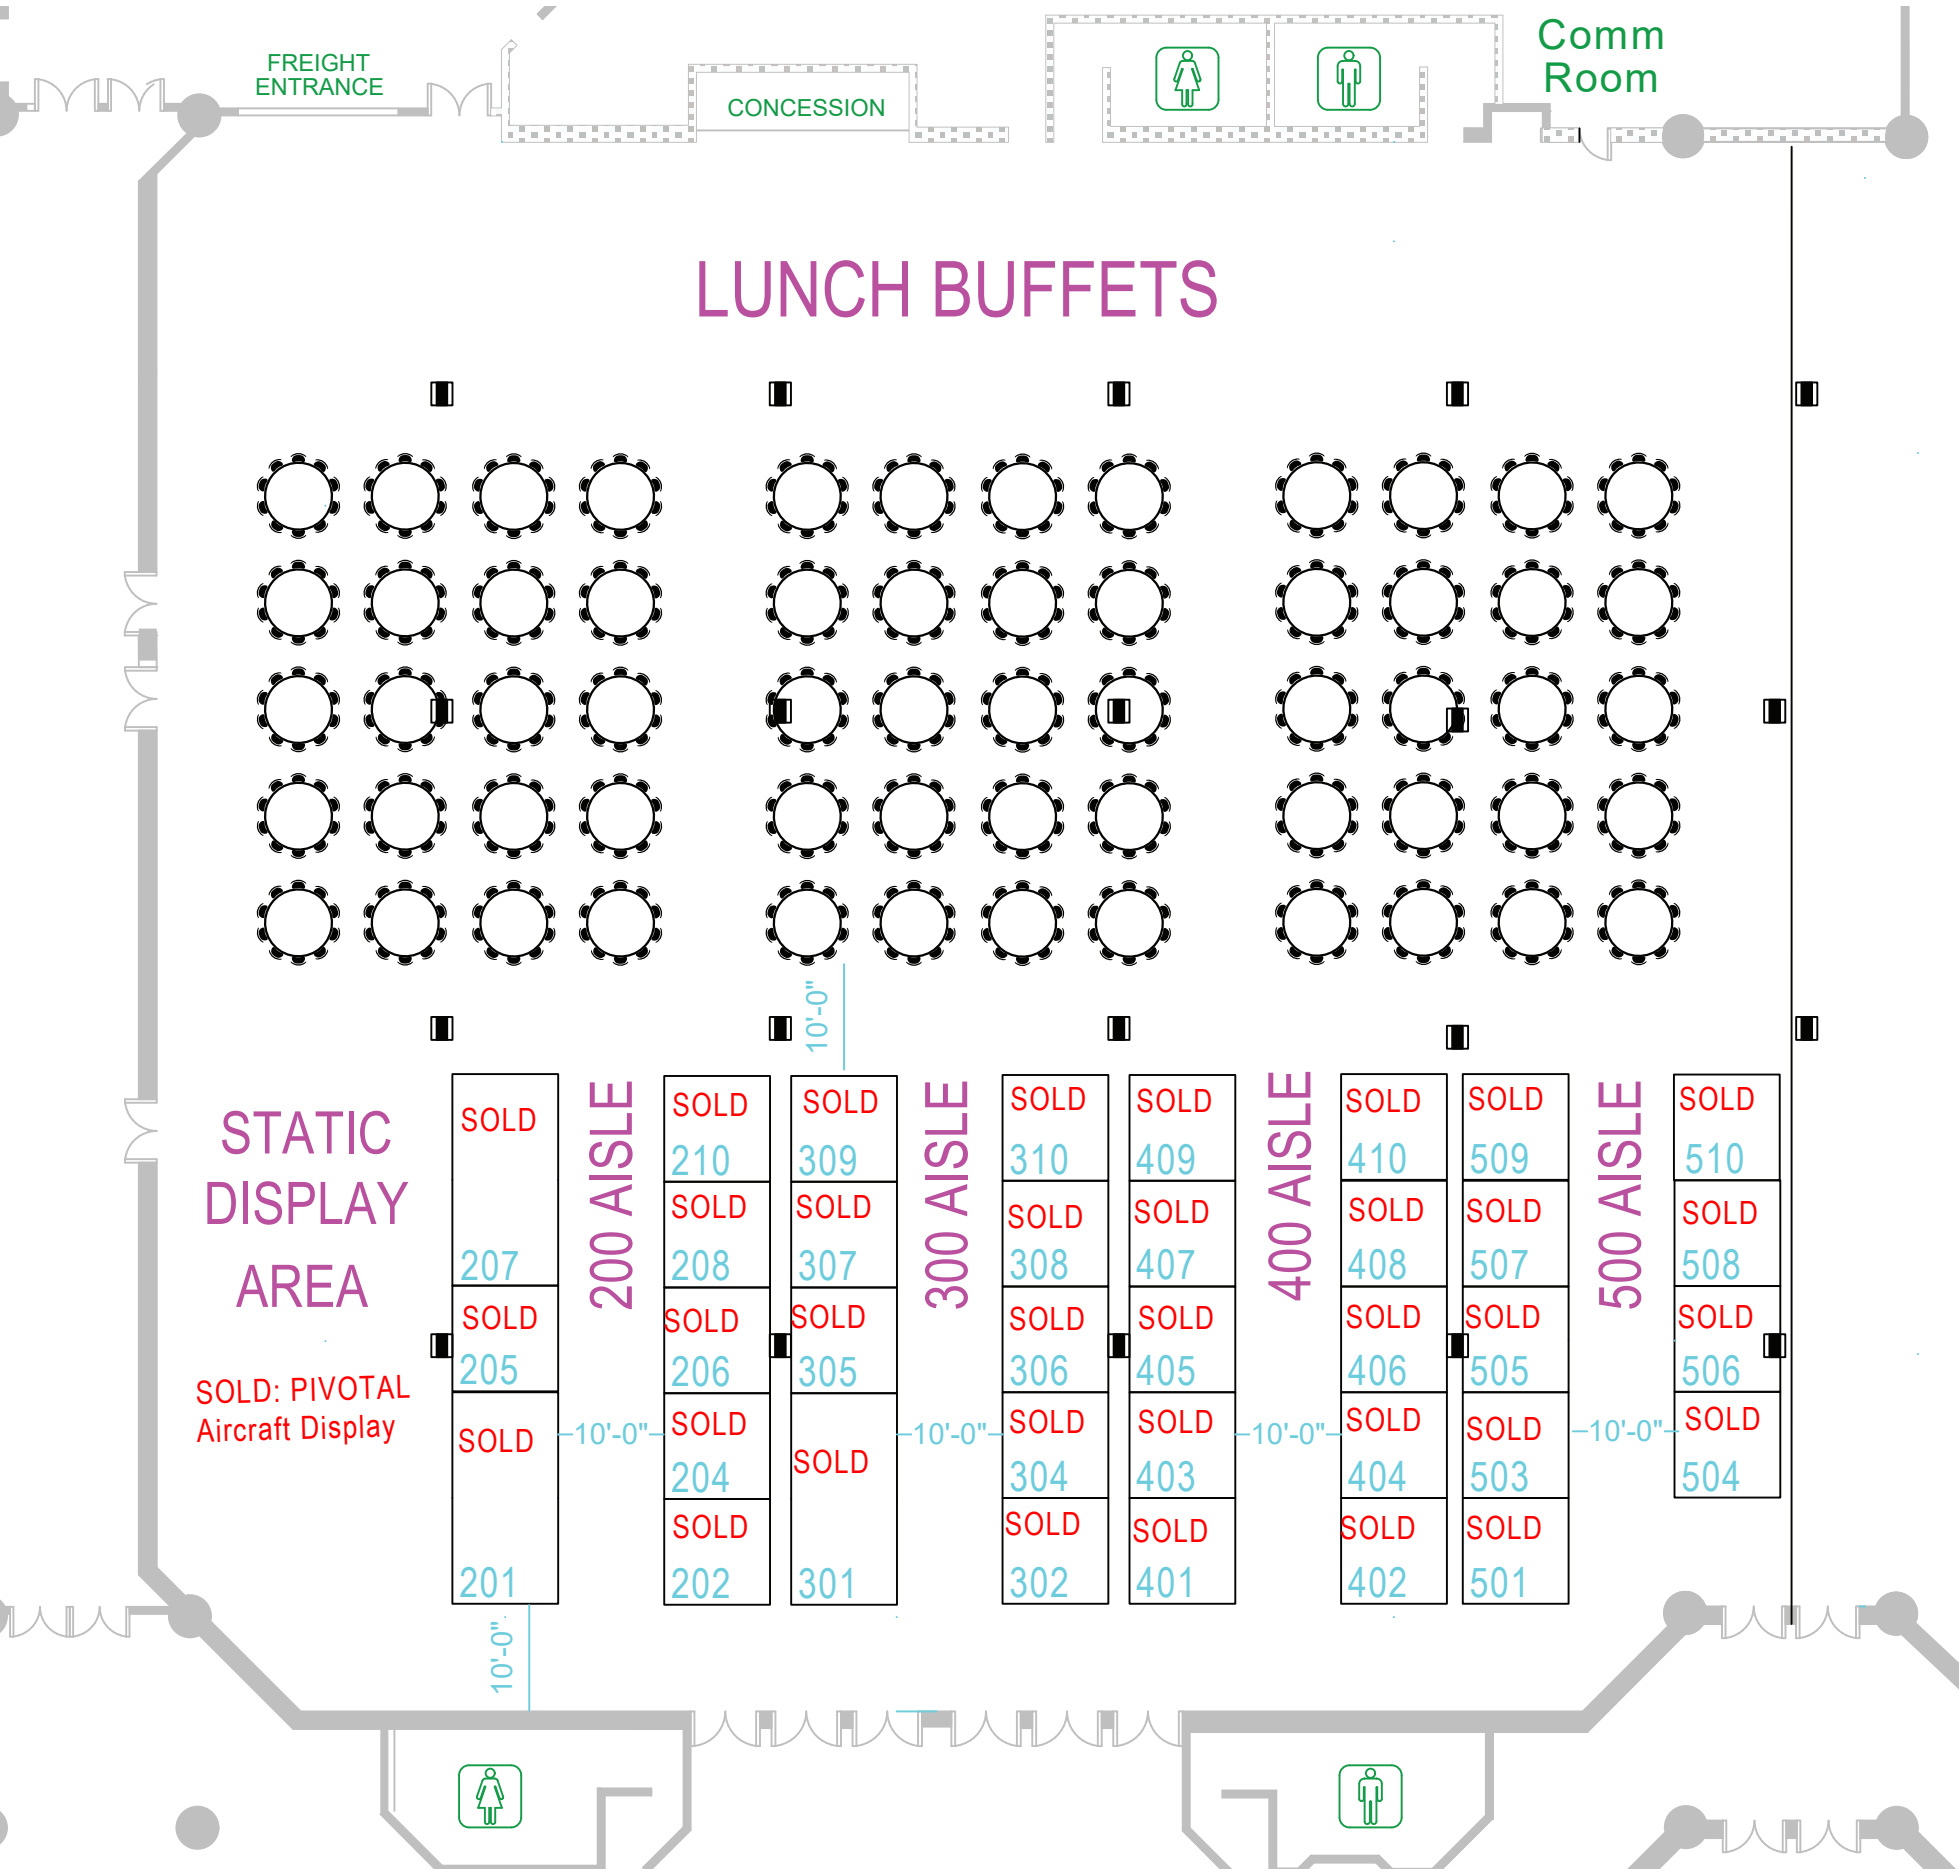 Comm
Room
FREIGHT
ENTRANCE
CONCESSION
LUNCH BUFFETS
10'-0"
STATIC
DISPLAY
AREA
SOLD: PIVOTAL
Aircraft Display
SOLD
207
SOLD
205
SOLD
201
10'-0"
200 AISLE
10'-0"
SOLD
210
SOLD
208
SOLD
206
SOLD
204
SOLD
202
SOLD
309
SOLD
307
SOLD
305
SOLD
301
300 AISLE
10'-0"
SOLD
310
SOLD
308
SOLD
306
SOLD
304
SOLD
302
SOLD
409
SOLD
407
SOLD
405
SOLD
403
SOLD
401
400 AISLE
10'-0"
SOLD
410
SOLD
408
SOLD
406
SOLD
404
SOLD
402
SOLD
509
SOLD
507
SOLD
505
SOLD
503
SOLD
501
500 AISLE
10'-0"
SOLD
510
SOLD
508
SOLD
506
SOLD
504